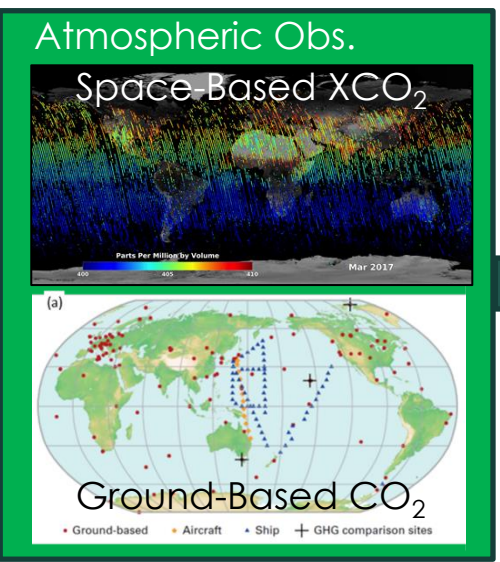 Atmospheric Obs.
Space-Based XCO₂
Parts Per Million by Volume
400 405 410
Mar 2017
(a)
Ground-Based CO₂
Ground-based Aircraft Ship GHG comparison sites